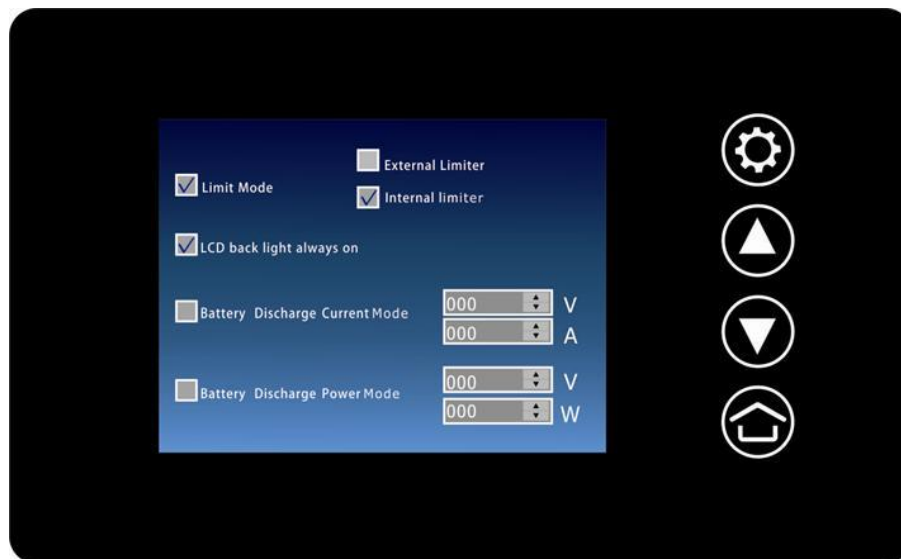 External Limiter
Limit Mode
Internal limiter
LCD back light always on
000 V
Battery Discharge Current Mode
000 A
000 V
Battery Discharge Power Mode
000 W